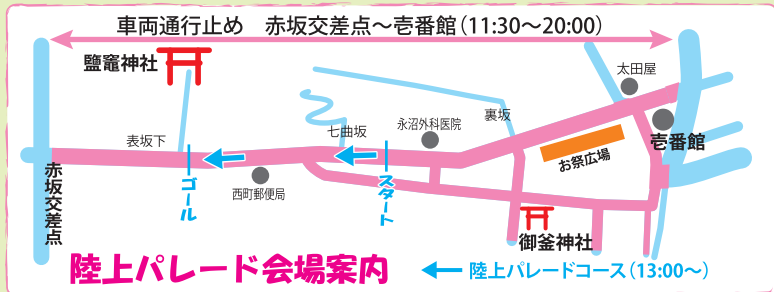 車両通行止め　赤坂交差点～壱番館（11:30～20:00）
鹽竈神社
太田屋
表坂下
七曲坂
永沼外科医院
裏坂
壱番館
お祭広場
赤坂交差点
ゴール
西町郵便局
スタート
御釜神社
陸上パレード会場案内
陸上パレードコース（13:00～）